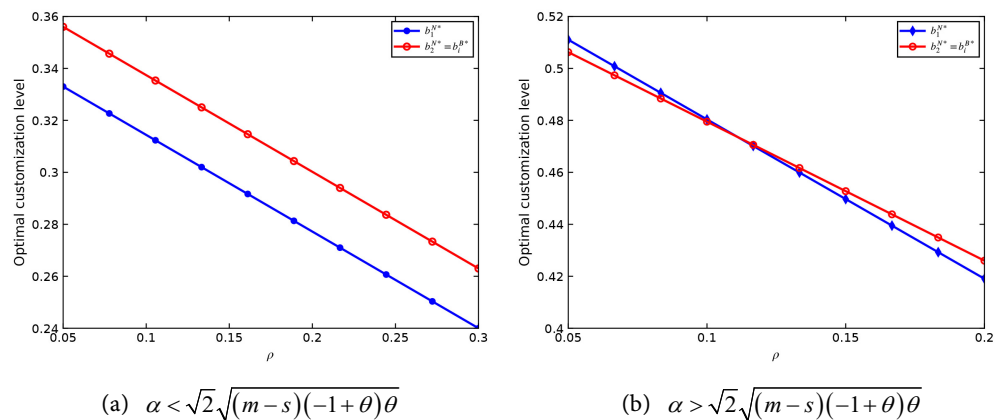 0.36
0.34
0.32
0.3
0.28
0.26
0.24
Optimal customization level
0.05 0.1 0.15 0.2 0.25 0.3
ρ
b₁ᴺ*
b₂ᴺ* = bᵢᴮ*
(a) α < √2√((m − s)(−1 + θ)θ)
0.52
0.5
0.48
0.46
0.44
0.42
0.4
Optimal customization level
0.05 0.1 0.15 0.2
ρ
b₁ᴺ*
b₂ᴺ* = bᵢᴮ*
(b) α > √2√((m − s)(−1 + θ)θ)